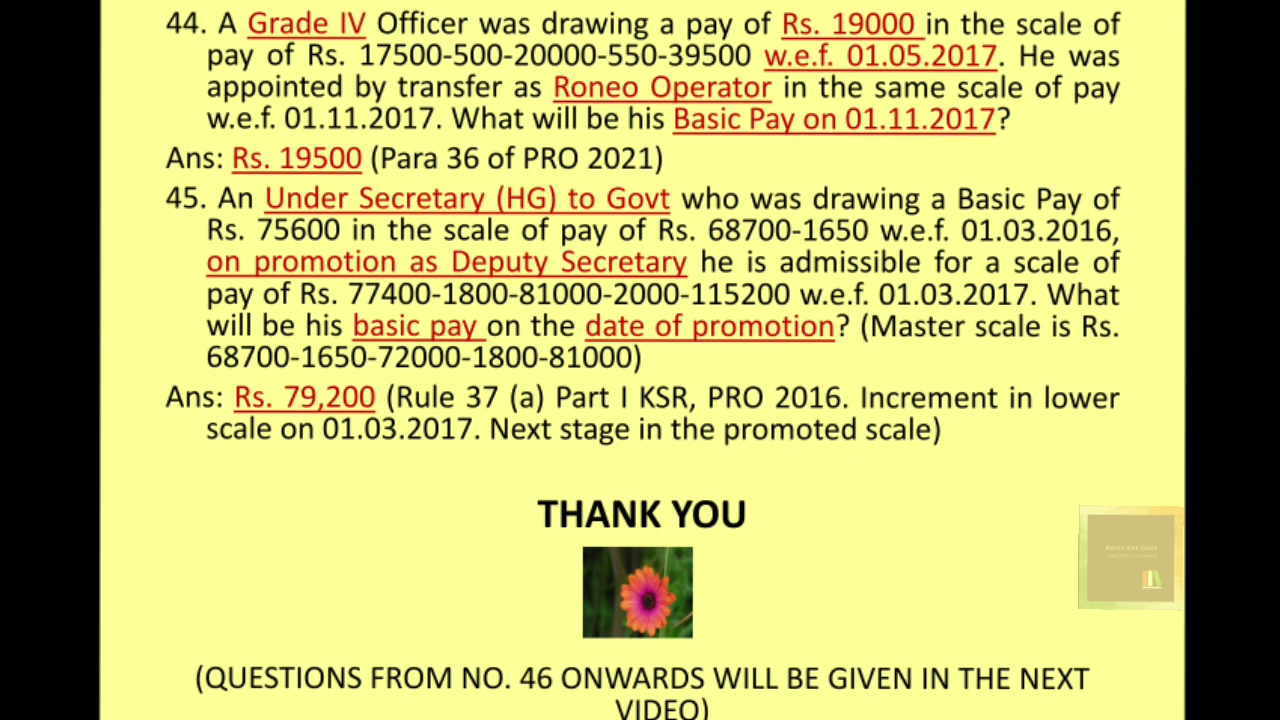 44. A Grade IV Officer was drawing a pay of Rs. 19000 in the scale of
pay of Rs. 17500-500-20000-550-39500 w.e.f. 01.05.2017. He was
appointed by transfer as Roneo Operator in the same scale of pay
w.e.f. 01.11.2017. What will be his Basic Pay on 01.11.2017?
Ans: Rs. 19500 (Para 36 of PRO 2021)
45. An Under Secretary (HG) to Govt who was drawing a Basic Pay of
Rs. 75600 in the scale of pay of Rs. 68700-1650 w.e.f. 01.03.2016,
on promotion as Deputy Secretary he is admissible for a scale of
pay of Rs. 77400-1800-81000-2000-115200 w.e.f. 01.03.2017. What
will be his basic pay on the date of promotion? (Master scale is Rs.
68700-1650-72000-1800-81000)
Ans: Rs. 79,200 (Rule 37 (a) Part I KSR, PRO 2016. Increment in lower
scale on 01.03.2017. Next stage in the promoted scale)
THANK YOU
(QUESTIONS FROM NO. 46 ONWARDS WILL BE GIVEN IN THE NEXT
VIDEO)